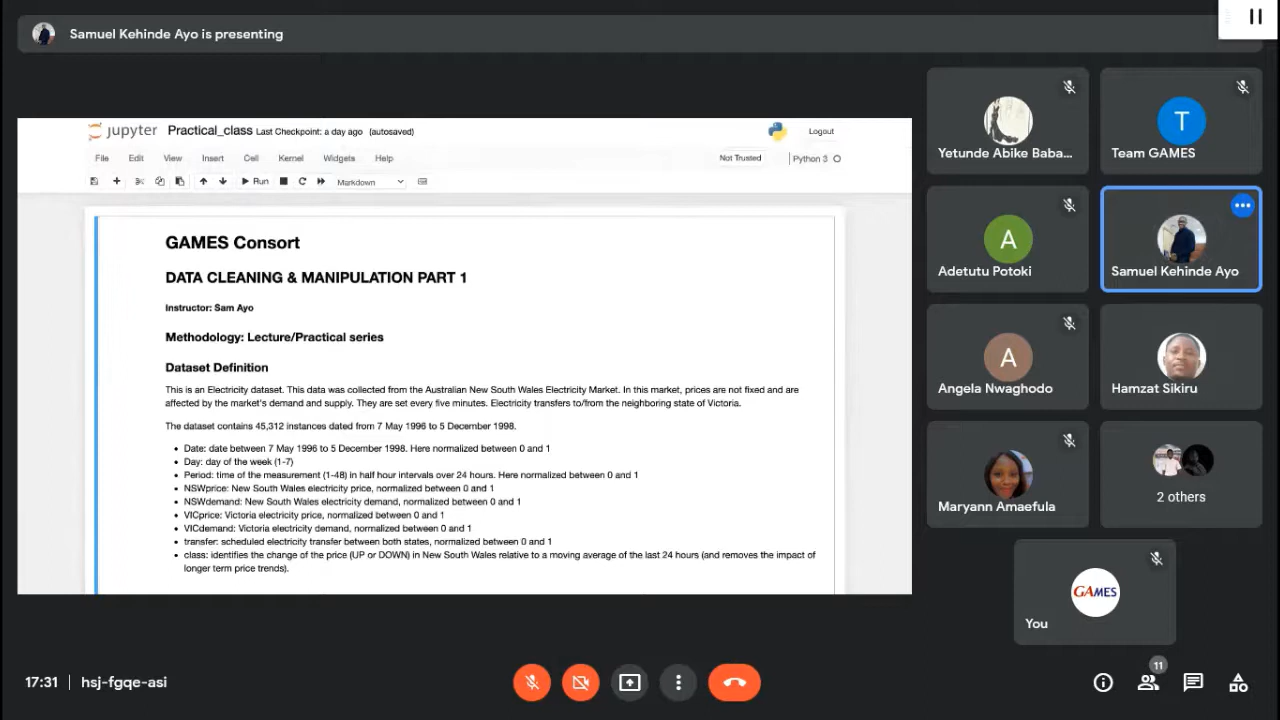 Samuel Kehinde Ayo is presenting
jupyter Practical_class Last Checkpoint: a day ago (autosaved)
Logout
File Edit View Insert Cell Kernel Widgets Help
Not Trusted
Python 3
Run
Markdown
GAMES Consort
DATA CLEANING & MANIPULATION PART 1
Instructor: Sam Ayo
Methodology: Lecture/Practical series
Dataset Definition
This is an Electricity dataset. This data was collected from the Australian New South Wales Electricity Market. In this market, prices are not fixed and are
affected by the market's demand and supply. They are set every five minutes. Electricity transfers to/from the neighboring state of Victoria.
The dataset contains 45,312 instances dated from 7 May 1996 to 5 December 1998.
• Date: date between 7 May 1996 to 5 December 1998. Here normalized between 0 and 1
• Day: day of the week (1-7)
• Period: time of the measurement (1-48) in half hour intervals over 24 hours. Here normalized between 0 and 1
• NSWprice: New South Wales electricity price, normalized between 0 and 1
• NSWdemand: New South Wales electricity demand, normalized between 0 and 1
• VICprice: Victoria electricity price, normalized between 0 and 1
• VICdemand: Victoria electricity demand, normalized between 0 and 1
• transfer: scheduled electricity transfer between both states, normalized between 0 and 1
• class: identifies the change of the price (UP or DOWN) in New South Wales relative to a moving average of the last 24 hours (and removes the impact of
longer term price trends).
Yetunde Abike Baba...
T
Team GAMES
A
Adetutu Potoki
Samuel Kehinde Ayo
A
Angela Nwaghodo
Hamzat Sikiru
Maryann Amaefula
2 others
GAMES
You
17:31 | hsj-fgqe-asi
11